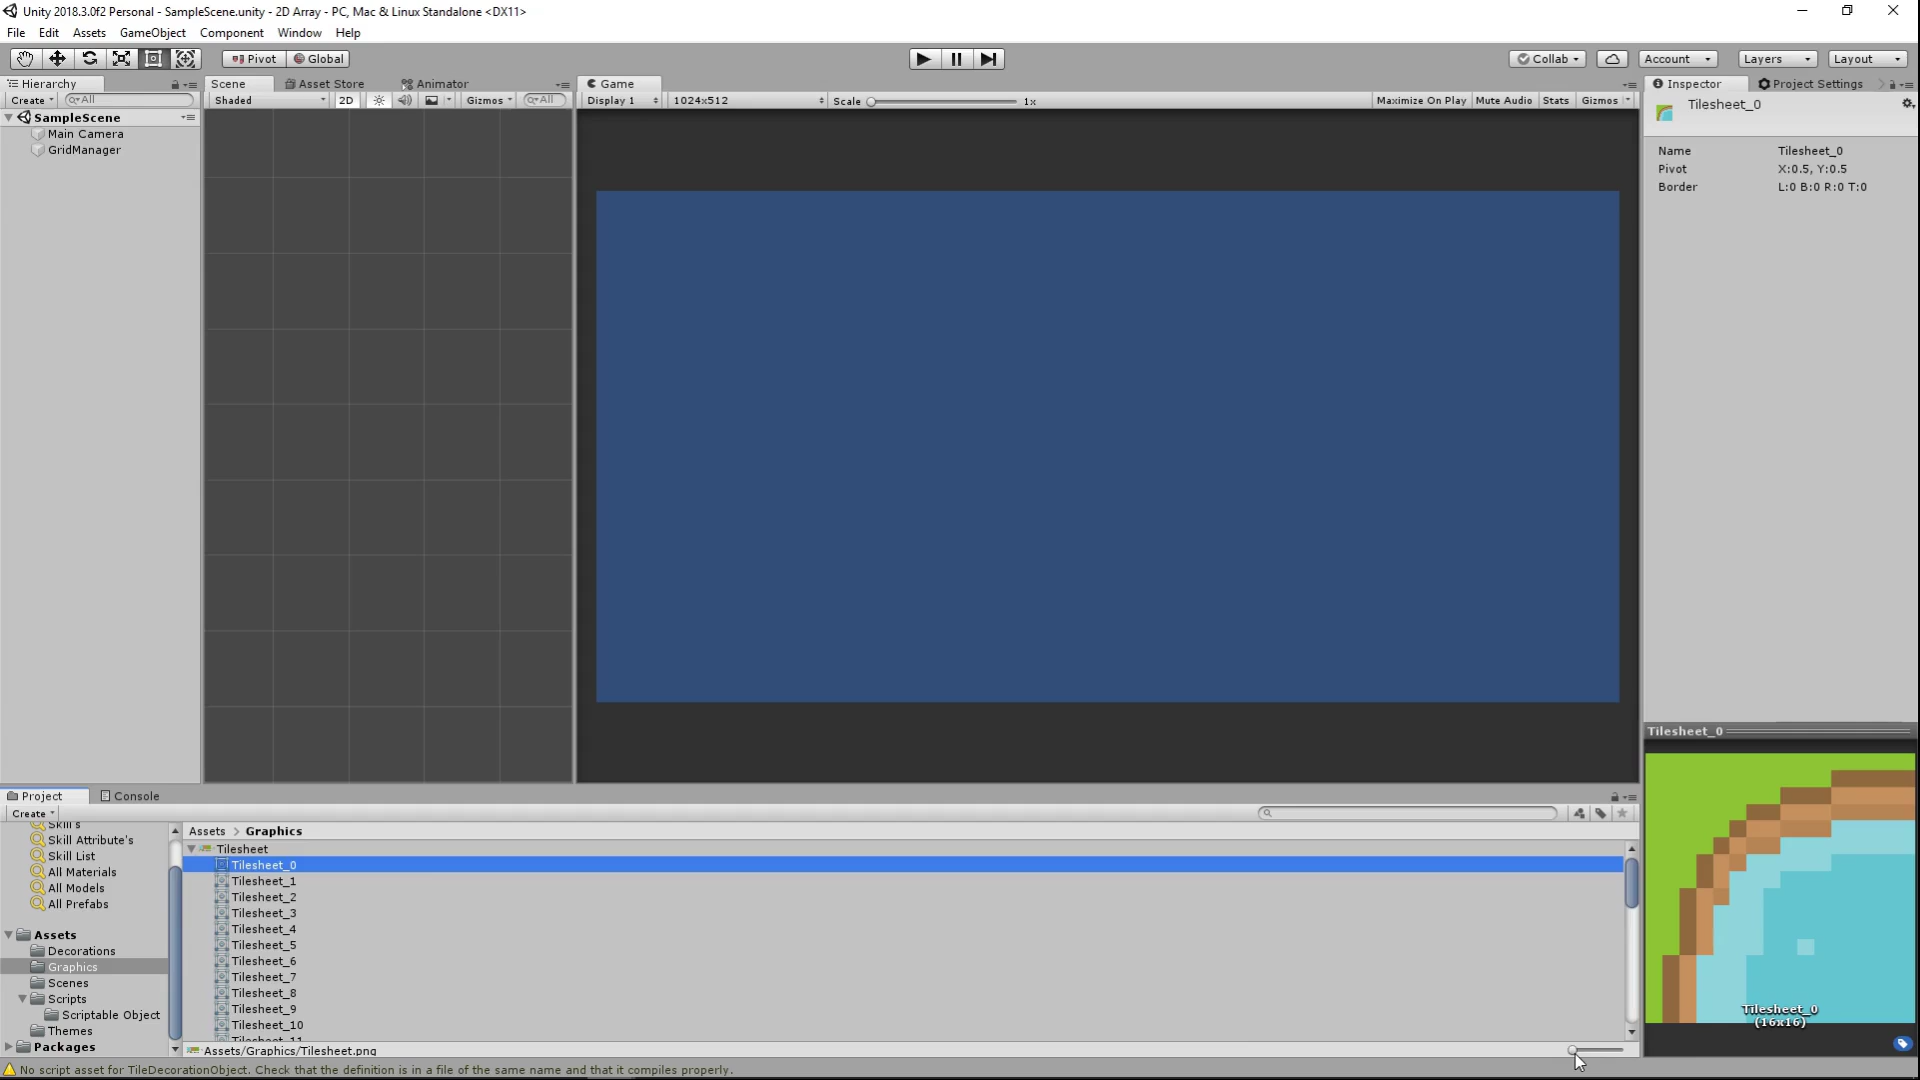 Unity 2018.3.0f2 Personal - SampleScene.unity - 2D Array - PC, Mac & Linux Standalone <DX11>
File Edit Assets GameObject Component Window Help
Pivot Global Collab Account Layers Layout
Hierarchy Scene Asset Store Animator Game Inspector Project Settings
Create All Shaded 2D Gizmos All Display 1 1024x512 Scale 1x Maximize On Play Mute Audio Stats Gizmos
Tilesheet_0
SampleScene
Main Camera
GridManager
Name Tilesheet_0
Pivot X:0.5, Y:0.5
Border L:0 B:0 R:0 T:0
Tilesheet_0
Tilesheet_0
(16x16)
Project Console
Create
Skill's
Skill Attribute's
Skill List
All Materials
All Models
All Prefabs
Assets
Decorations
Graphics
Scenes
Scripts
Scriptable Object
Themes
Packages
Assets > Graphics
Tilesheet
Tilesheet_0
Tilesheet_1
Tilesheet_2
Tilesheet_3
Tilesheet_4
Tilesheet_5
Tilesheet_6
Tilesheet_7
Tilesheet_8
Tilesheet_9
Tilesheet_10
Tilesheet_11
Assets/Graphics/Tilesheet.png
No script asset for TileDecorationObject. Check that the definition is in a file of the same name and that it compiles properly.